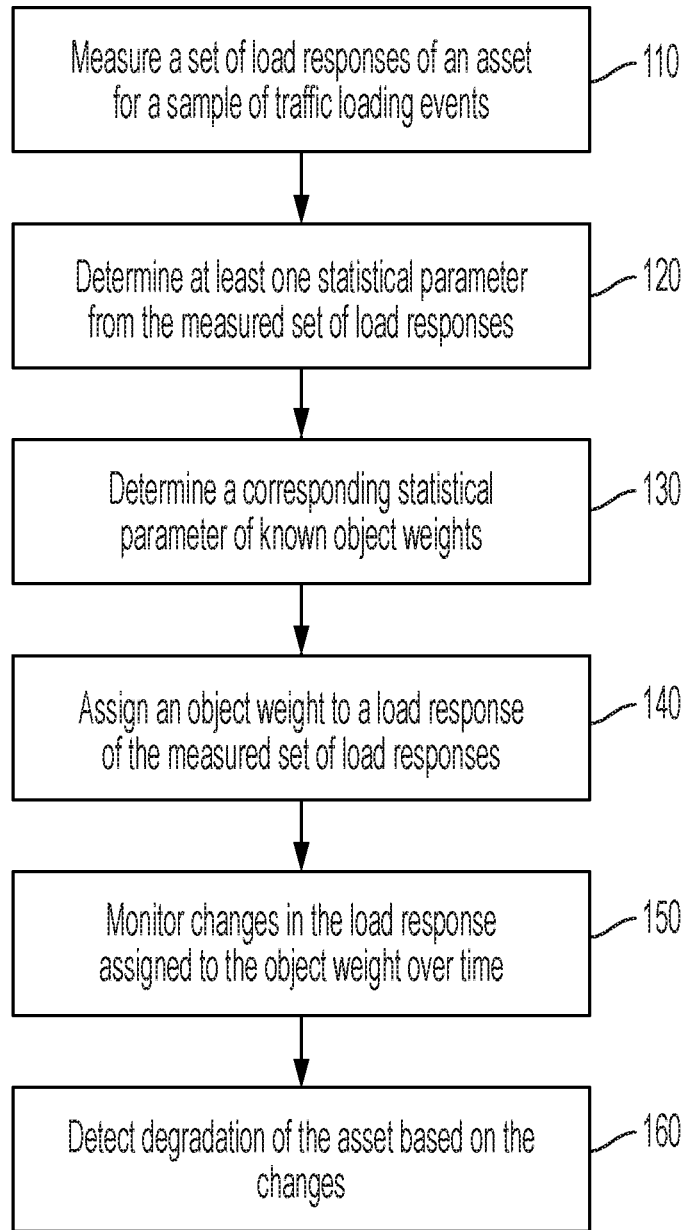 Measure a set of load responses of an asset
for a sample of traffic loading events
110
Determine at least one statistical parameter
from the measured set of load responses
120
Determine a corresponding statistical
parameter of known object weights
130
Assign an object weight to a load response
of the measured set of load responses
140
Monitor changes in the load response
assigned to the object weight over time
150
Detect degradation of the asset based on the
changes
160